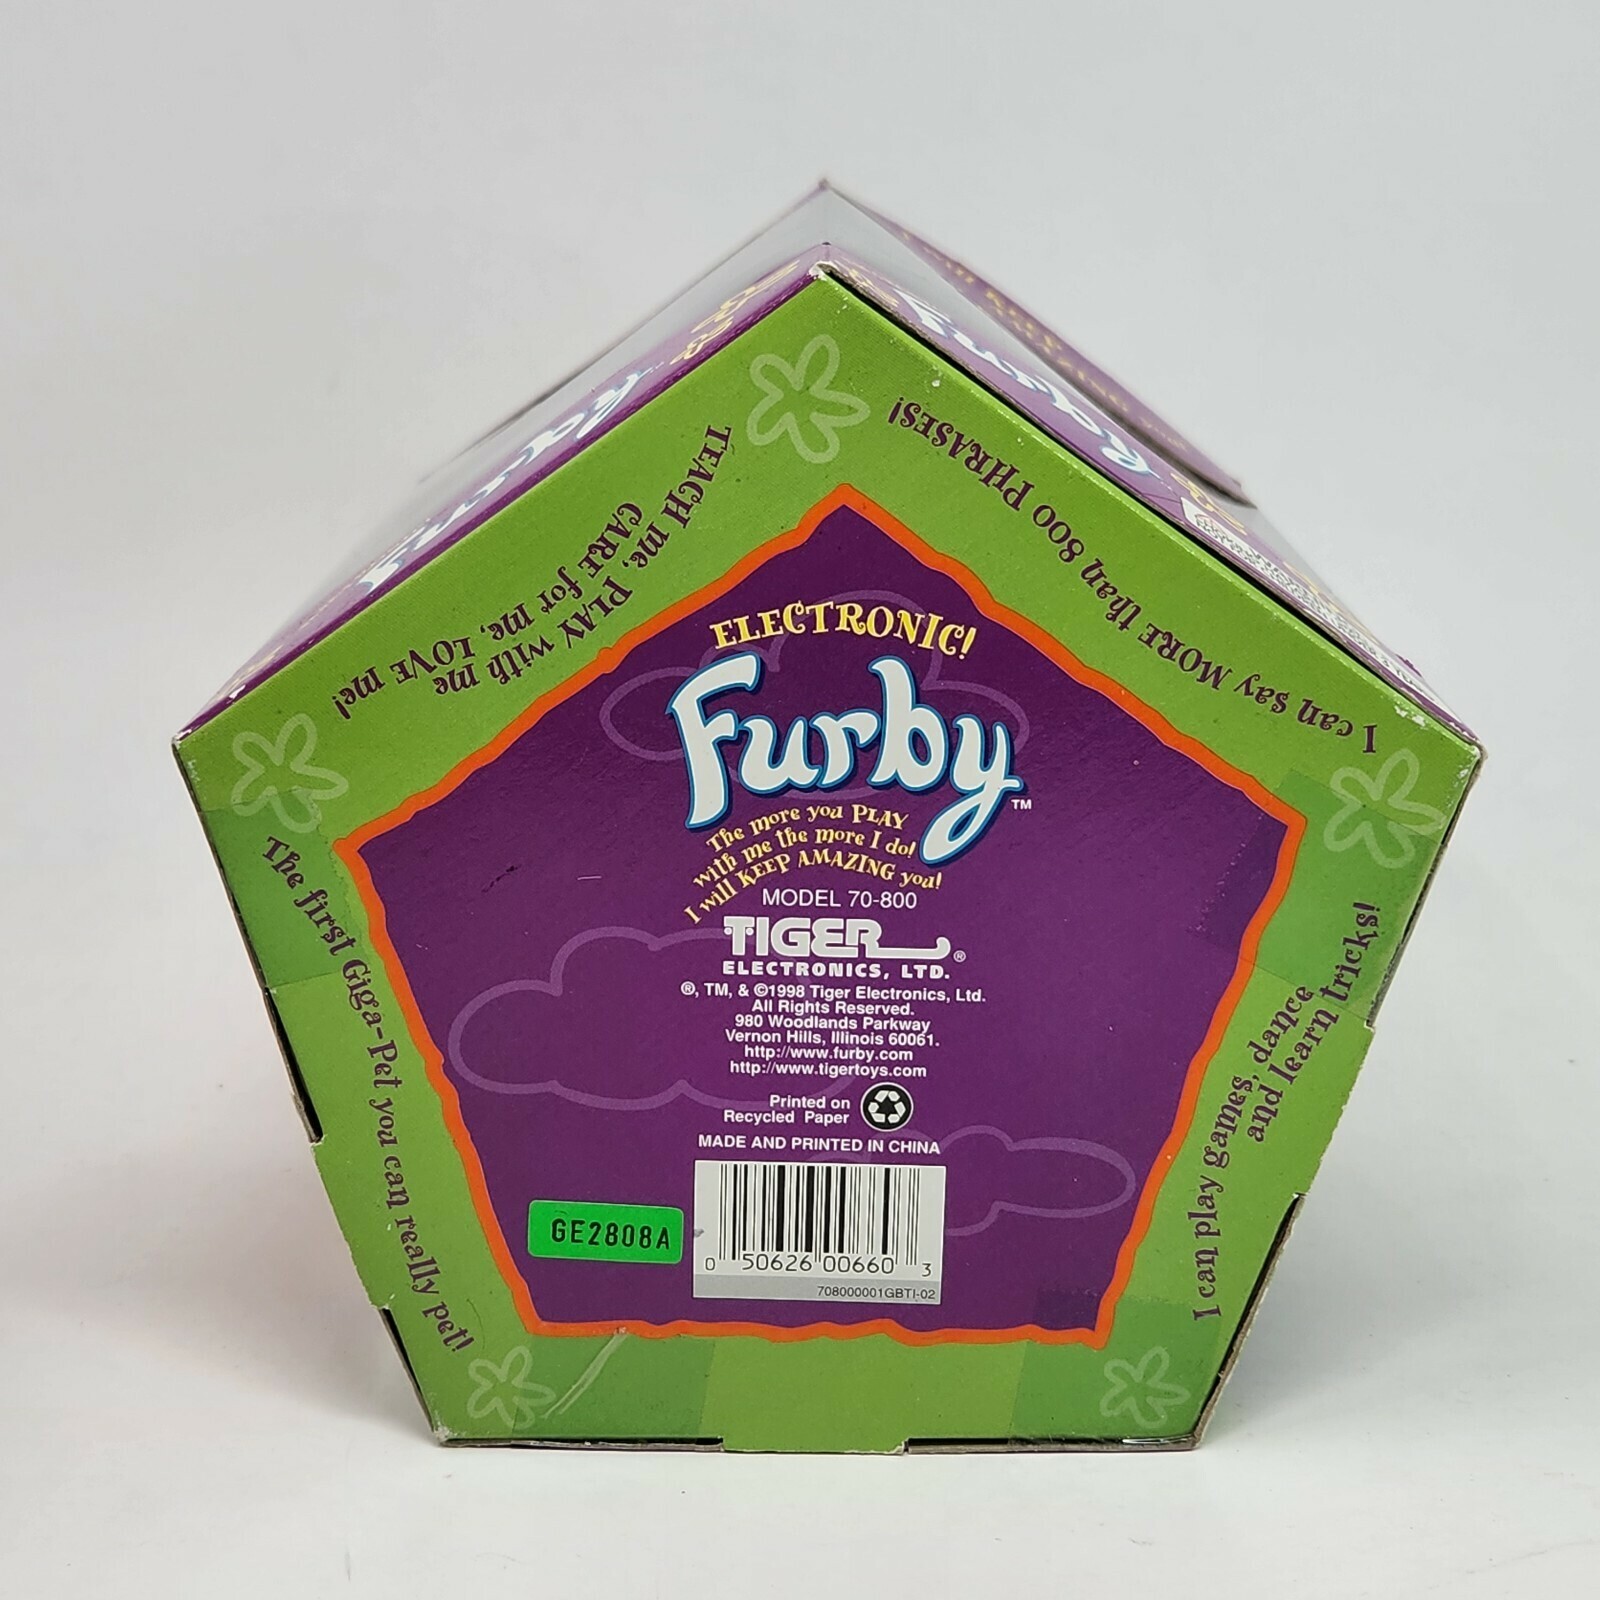 ELECTRONIC!
Furby™
The more you PLAY
with me the more I do!
I will KEEP AMAZING you!
MODEL 70-800
TIGER®
ELECTRONICS, LTD.
®, TM, & ©1998 Tiger Electronics, Ltd.
All Rights Reserved.
980 Woodlands Parkway
Vernon Hills, Illinois 60061.
http://www.furby.com
http://www.tigertoys.com
Printed on
Recycled Paper
MADE AND PRINTED IN CHINA
GE2808A
0 50626 00660 3
708000001GBTI-02
TEACH me, PLAY with me
CARE for me, LOVE me!
I can say MORE than 800 PHRASES!
The first Giga-Pet you can really pet!
I can play games, dance
and learn tricks!
Furby
Furby